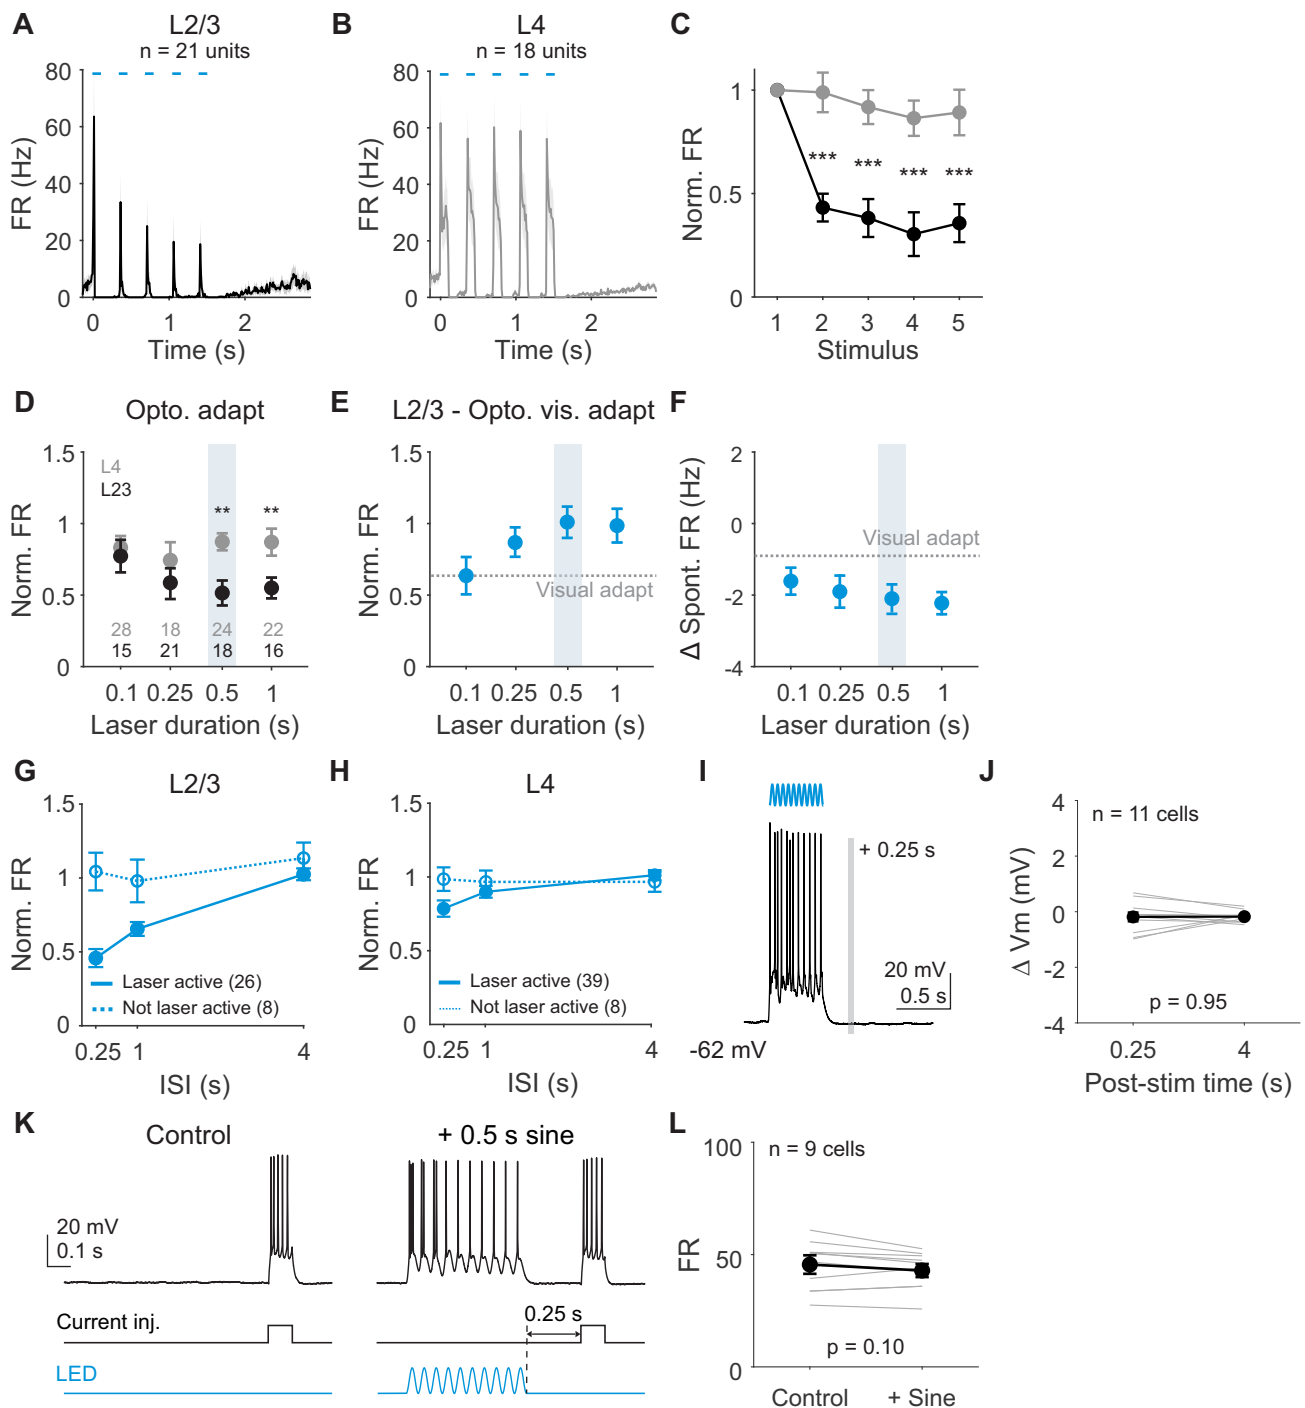 A
L2/3
n = 21 units
80
60
40
20
0
FR (Hz)
0
1
2
Time (s)
B
L4
n = 18 units
80
60
40
20
0
FR (Hz)
0
1
2
Time (s)
C
1
0.5
0
Norm. FR
*** *** *** ***
1
2
3
4
5
Stimulus
D
Opto. adapt
1.5
1
0.5
0
Norm. FR
L4
L23
** **
28 18 24 22
15 21 18 16
0.1 0.25 0.5 1
Laser duration (s)
E
L2/3 - Opto. vis. adapt
1.5
1
0.5
0
Norm. FR
Visual adapt
0.1 0.25 0.5 1
Laser duration (s)
F
2
0
-2
-4
Δ Spont. FR (Hz)
Visual adapt
0.1 0.25 0.5 1
Laser duration (s)
G
L2/3
1.5
1
0.5
0
Norm. FR
Laser active (26)
Not laser active (8)
0.25 1 4
ISI (s)
H
L4
1.5
1
0.5
0
Norm. FR
Laser active (39)
Not laser active (8)
0.25 1 4
ISI (s)
I
+ 0.25 s
20 mV
0.5 s
-62 mV
J
4
2
0
-2
-4
Δ Vm (mV)
n = 11 cells
p = 0.95
0.25 4
Post-stim time (s)
K
Control
+ 0.5 s sine
20 mV
0.1 s
Current inj.
0.25 s
LED
L
100
50
0
FR
n = 9 cells
p = 0.10
Control
+ Sine